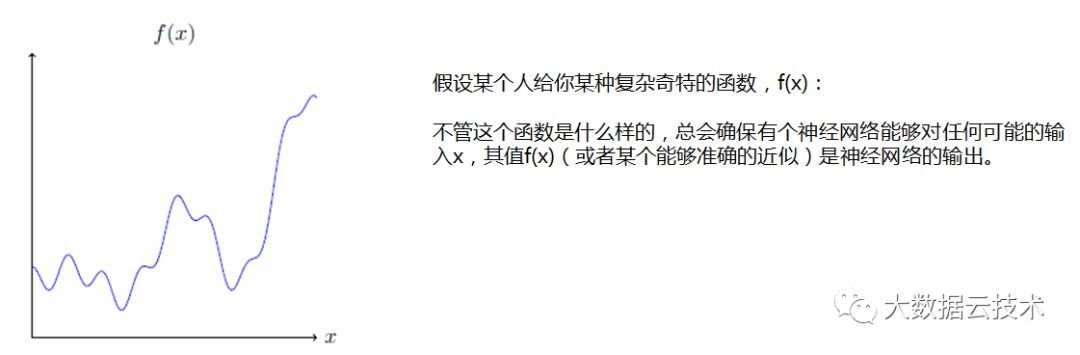 f(x)
假设某个人给你某种复杂奇特的函数，f(x)：
不管这个函数是什么样的，总会确保有个神经网络能够对任何可能的输
入x，其值f(x)（或者某个能够准确的近似）是神经网络的输出。
x
大数据云技术